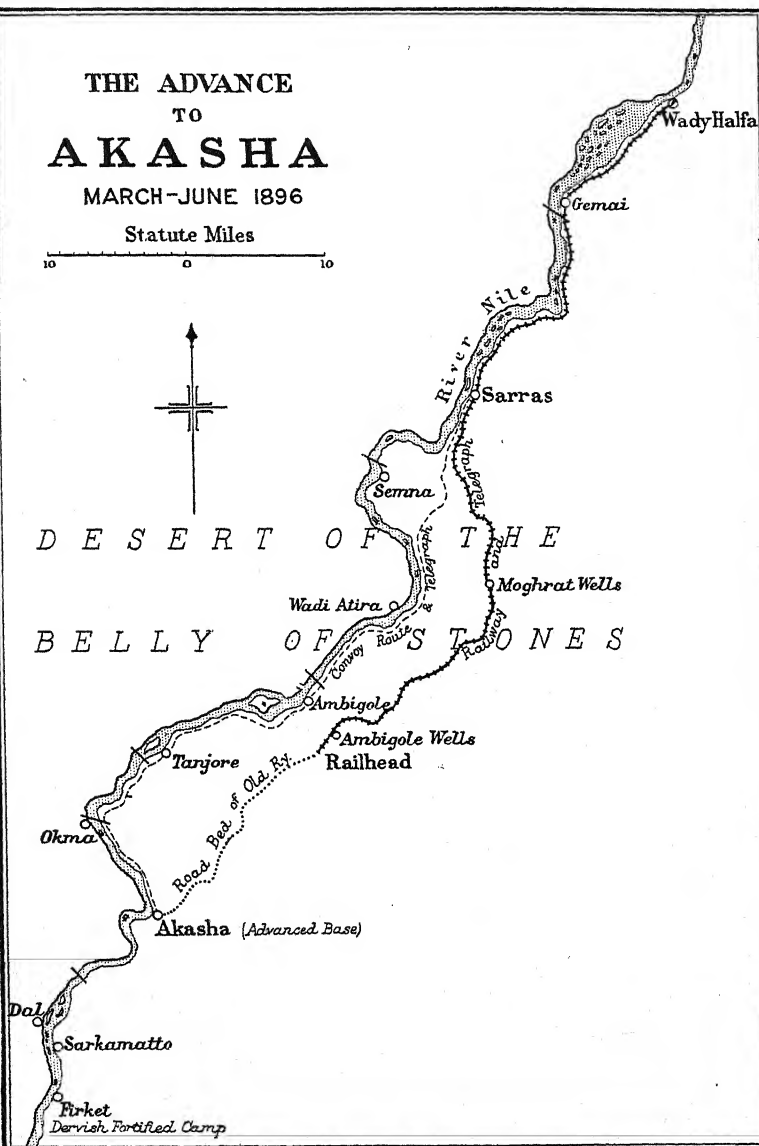 THE ADVANCE
TO
AKASHA
MARCH-JUNE 1896
Statute Miles
10 0 10
Wady Halfa
Gemai
River Nile
Sarras
Semna
Telegraph
DESERT OF THE
and
Moghrat Wells
Wadi Atira
Convoy Route & Telegraph
BELLY OF STONES
Railway
Ambigole
Ambigole Wells
Tanjore
Railhead
Road Bed of Old Ry.
Okma
Akasha (Advanced Base)
Dal
Sarkamatto
Firket
Dervish Fortified Camp